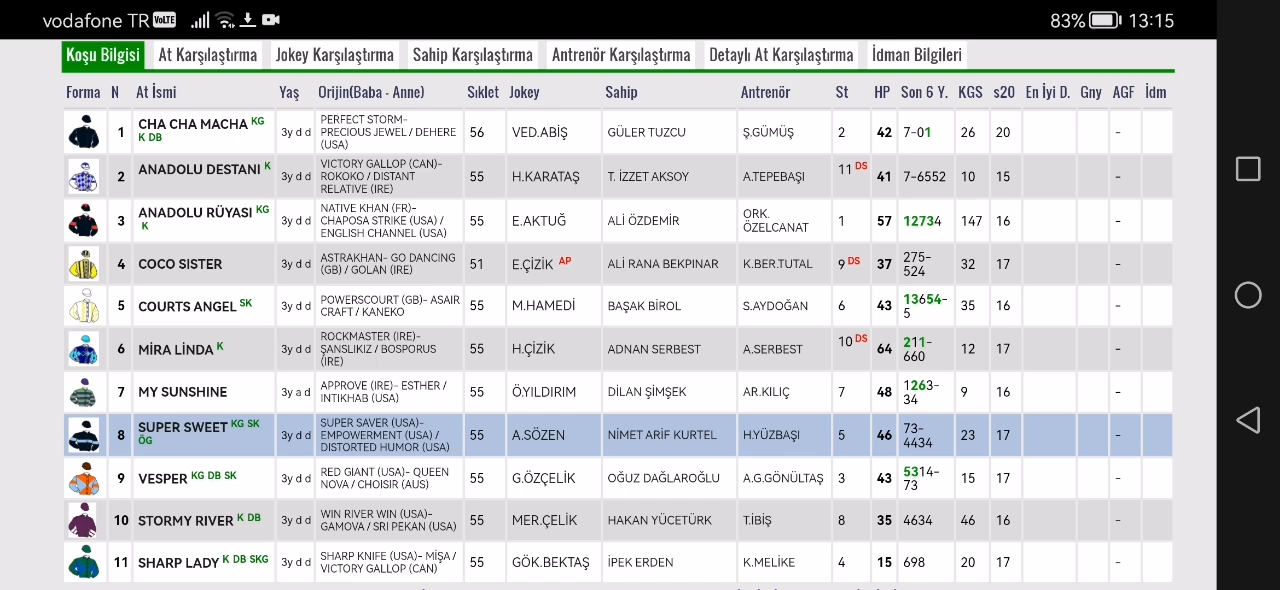 vodafone TR VoLTE 83% 13:15
Koşu Bilgisi At Karşılaştırma Jokey Karşılaştırma Sahip Karşılaştırma Antrenör Karşılaştırma Detaylı At Karşılaştırma İdman Bilgileri
Forma N At İsmi Yaş Orijin(Baba - Anne) Sıklet Jokey Sahip Antrenör St HP Son 6 Y. KGS s20 En İyi D. Gny AGF İdm
1 CHA CHA MACHA KG K DB 3y d d PERFECT STORM- PRECIOUS JEWEL / DEHERE (USA) 56 VED.ABİŞ GÜLER TUZCU Ş.GÜMÜŞ 2 42 7-01 26 20 -
2 ANADOLU DESTANI K 3y d d VICTORY GALLOP (CAN)- ROKOKO / DISTANT RELATIVE (IRE) 55 H.KARATAŞ T. İZZET AKSOY A.TEPEBAŞI 11 DS 41 7-6552 10 15 -
3 ANADOLU RÜYASI KG K 3y d d NATIVE KHAN (FR)- CHAPOSA STRIKE (USA) / ENGLISH CHANNEL (USA) 55 E.AKTUĞ ALİ ÖZDEMİR ORK. ÖZELCANAT 1 57 12734 147 16 -
4 COCO SISTER 3y d d ASTRAKHAN- GO DANCING (GB) / GOLAN (IRE) 51 E.ÇİZİK AP ALİ RANA BEKPINAR K.BER.TUTAL 9 DS 37 275-524 32 17 -
5 COURTS ANGEL SK 3y d d POWERSCOURT (GB)- ASAIR CRAFT / KANEKO 55 M.HAMEDİ BAŞAK BİROL S.AYDOĞAN 6 43 13654-5 35 16 -
6 MİRA LİNDA K 3y d d ROCKMASTER (IRE)- ŞANSLIKIZ / BOSPORUS (IRE) 55 H.ÇİZİK ADNAN SERBEST A.SERBEST 10 DS 64 211-660 12 17 -
7 MY SUNSHINE 3y a d APPROVE (IRE)- ESTHER / INTIKHAB (USA) 55 Ö.YILDIRIM DİLAN ŞİMŞEK AR.KILIÇ 7 48 1263-34 9 16 -
8 SUPER SWEET KG SK ÖG 3y d d SUPER SAVER (USA)- EMPOWERMENT (USA) / DISTORTED HUMOR (USA) 55 A.SÖZEN NİMET ARİF KURTEL H.YÜZBAŞI 5 46 73-4434 23 17 -
9 VESPER KG DB SK 3y d d RED GIANT (USA)- QUEEN NOVA / CHOISIR (AUS) 55 G.ÖZÇELİK OĞUZ DAĞLAROĞLU A.G.GÖNÜLTAŞ 3 43 5314-73 15 17 -
10 STORMY RIVER K DB 3y d d WIN RIVER WIN (USA)- GAMOVA / SRI PEKAN (USA) 55 MER.ÇELİK HAKAN YÜCETÜRK T.İBİŞ 8 35 4634 46 16 -
11 SHARP LADY K DB SKG 3y d d SHARP KNIFE (USA)- MİŞA / VICTORY GALLOP (CAN) 55 GÖK.BEKTAŞ İPEK ERDEN K.MELİKE 4 15 698 20 17 -